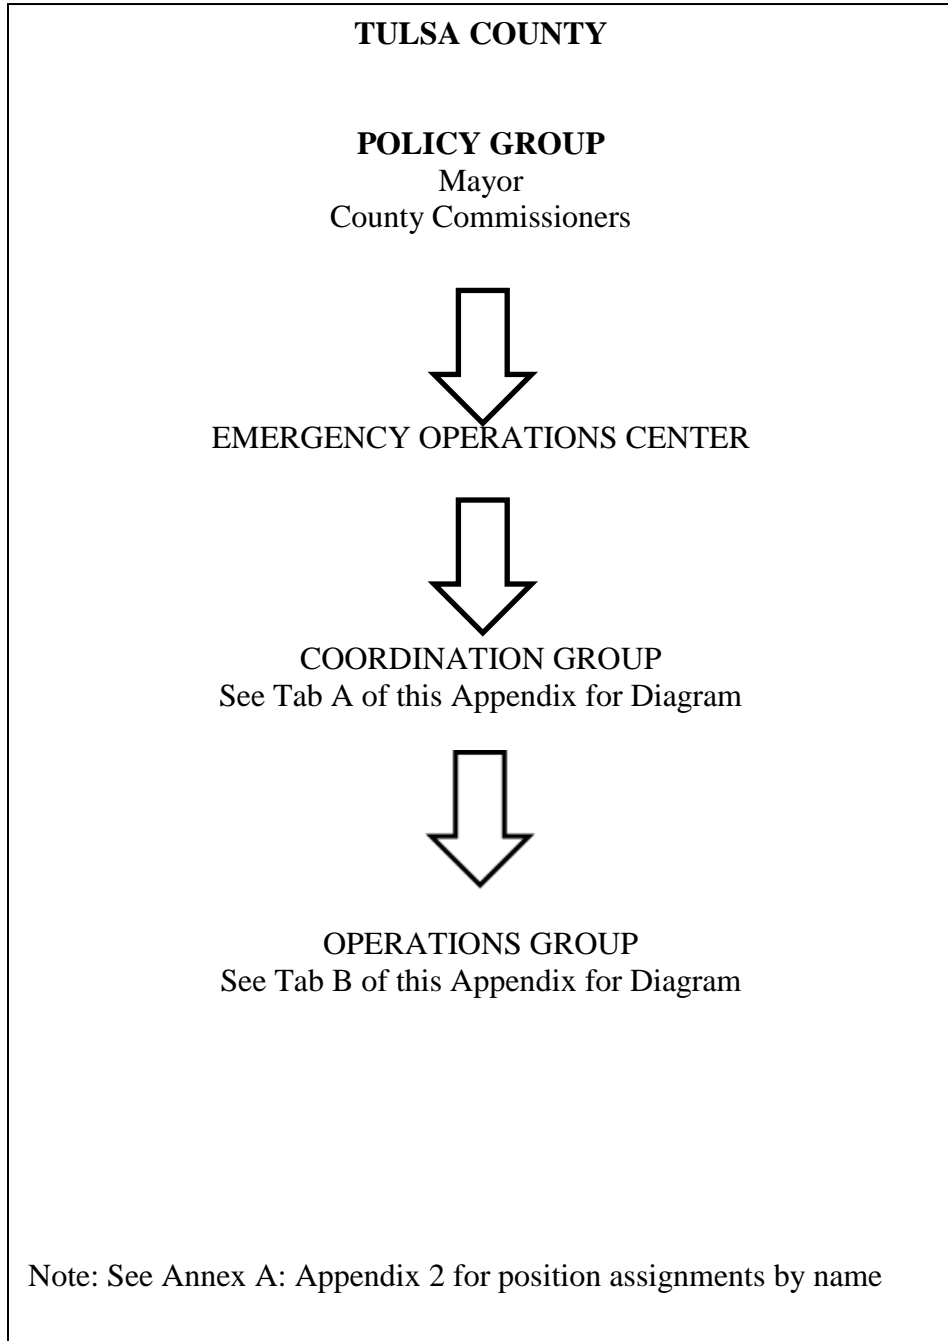 TULSA COUNTY
POLICY GROUP
Mayor
County Commissioners
EMERGENCY OPERATIONS CENTER
COORDINATION GROUP
See Tab A of this Appendix for Diagram
OPERATIONS GROUP
See Tab B of this Appendix for Diagram
Note: See Annex A: Appendix 2 for position assignments by name